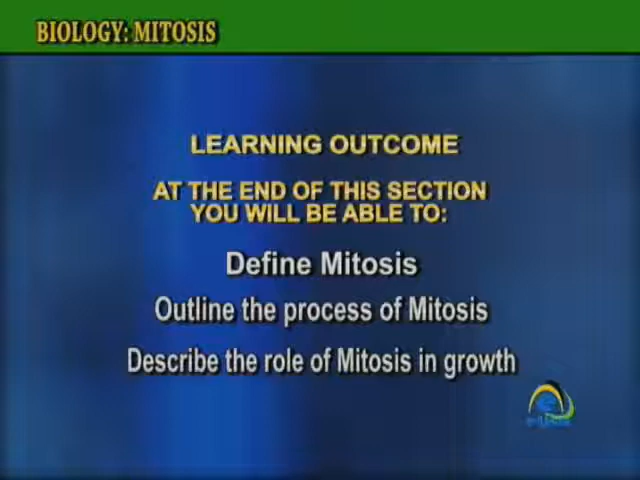 BIOLOGY: MITOSIS
LEARNING OUTCOME
AT THE END OF THIS SECTION
YOU WILL BE ABLE TO:
Define Mitosis
Outline the process of Mitosis
Describe the role of Mitosis in growth